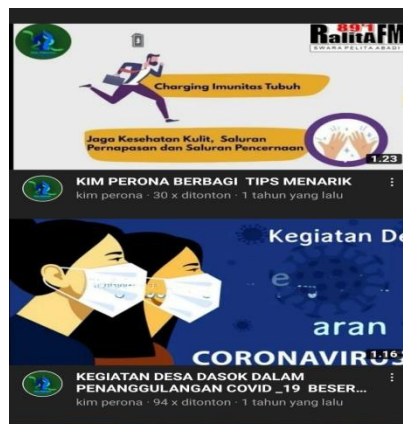 89'1
RalitAFM
SWARA PELITA ABADI
Charging Imunitas Tubuh
Jaga Kesehatan Kulit, Saluran
Pernapasan dan Saluran Pencernaan
1.23
KIM PERONA BERBAGI TIPS MENARIK
kim perona · 30 x ditonton · 1 tahun yang lalu
Kegiatan De
aran
CORONAVIRUS
1.16
KEGIATAN DESA DASOK DALAM
PENANGGULANGAN COVID _19 BESER...
kim perona · 94 x ditonton · 1 tahun yang lalu